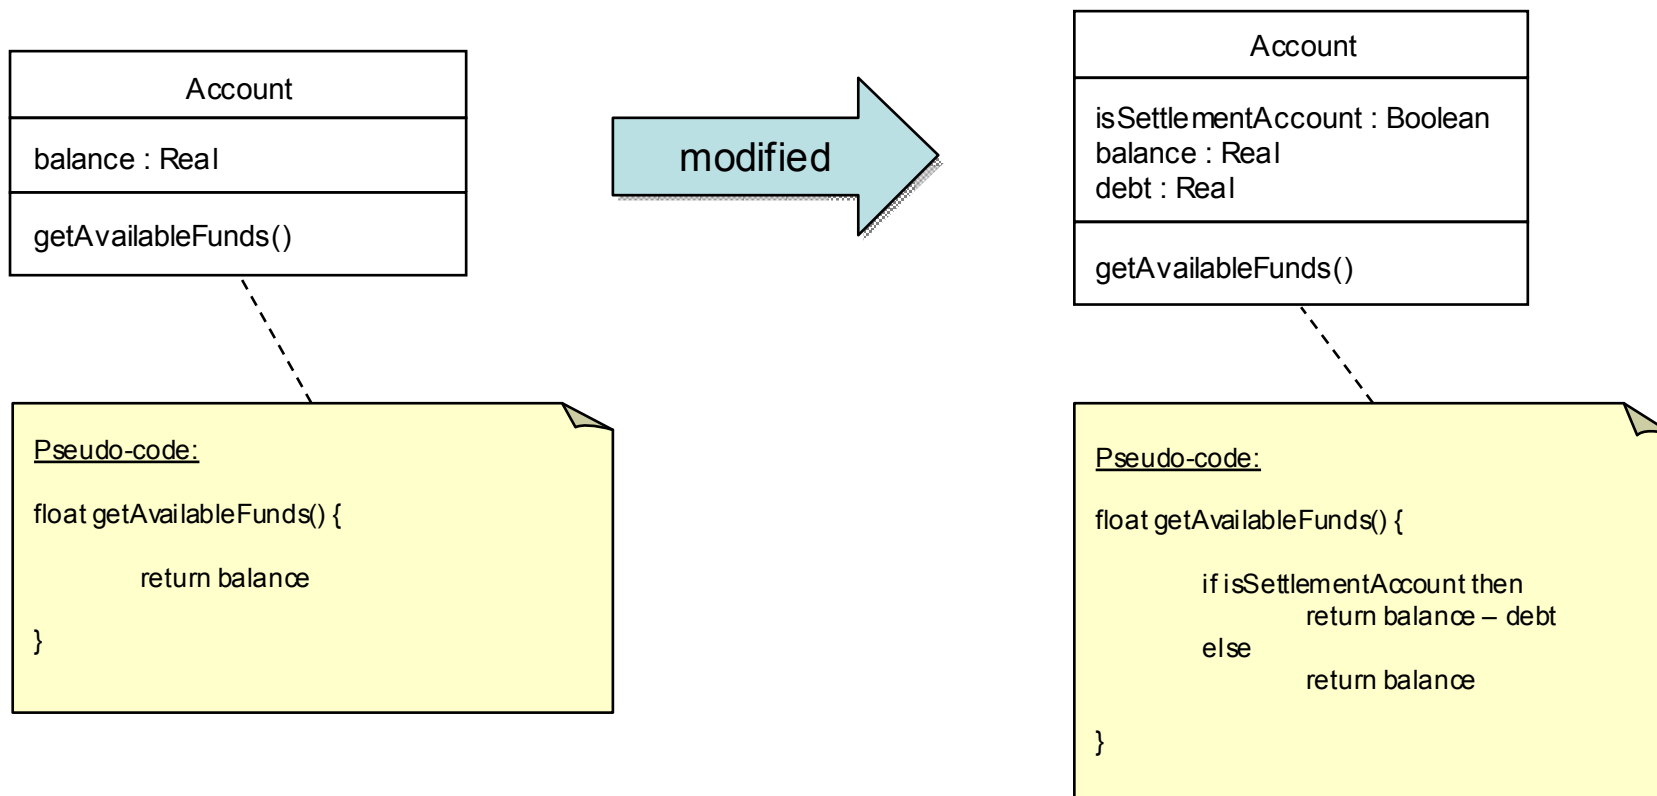 Account
balance : Real
getAvailableFunds()
Pseudo-code:
float getAvailableFunds() {
return balance
}
modified
Account
isSettlementAccount : Boolean
balance : Real
debt : Real
getAvailableFunds()
Pseudo-code:
float getAvailableFunds() {
if isSettlementAccount then
return balance – debt
else
return balance
}